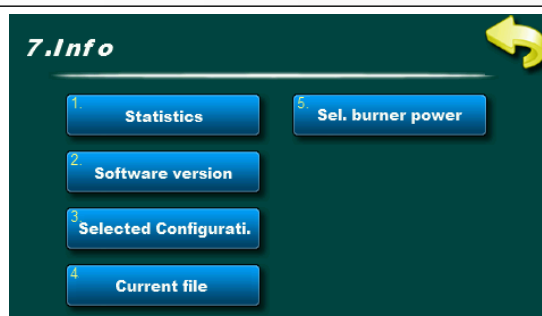 7.Info
1. Statistics
5. Sel. burner power
2. Software version
3 Selected Configurati.
4 Current file